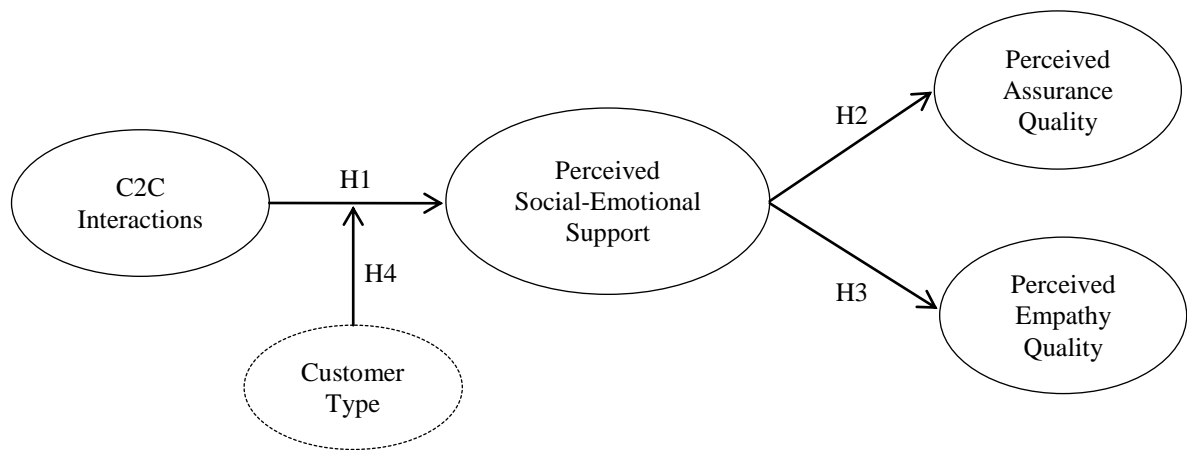 C2C
Interactions
H1
H4
Customer
Type
Perceived
Social-Emotional
Support
H2
H3
Perceived
Assurance
Quality
Perceived
Empathy
Quality